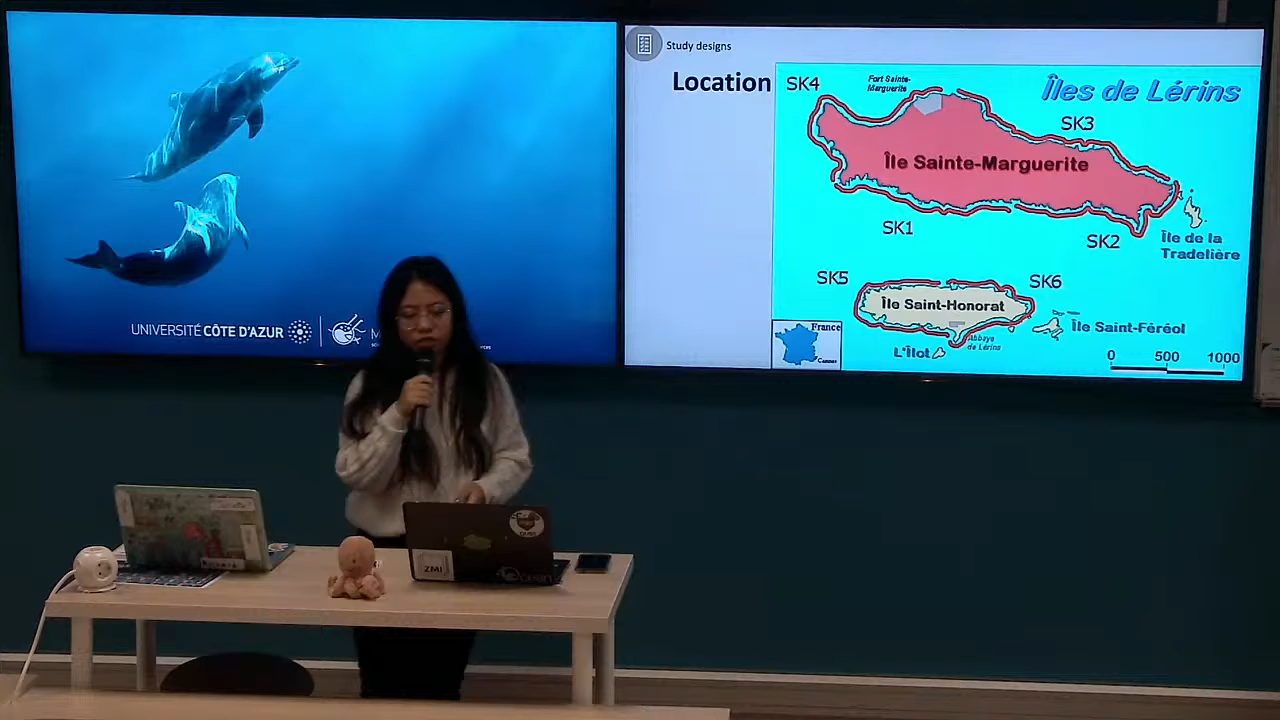 UNIVERSITÉ CÔTE D'AZUR
Study designs
Location
SK4
Fort Sainte-
Marguerite
Îles de Lérins
SK3
Île Sainte-Marguerite
SK1
SK2
Île de la
Tradelière
SK5
SK6
Île Saint-Honorat
Île Saint-Féréol
Abbaye
de Lérins
L'Îlot
France
Cannes
0 500 1000
ZMT